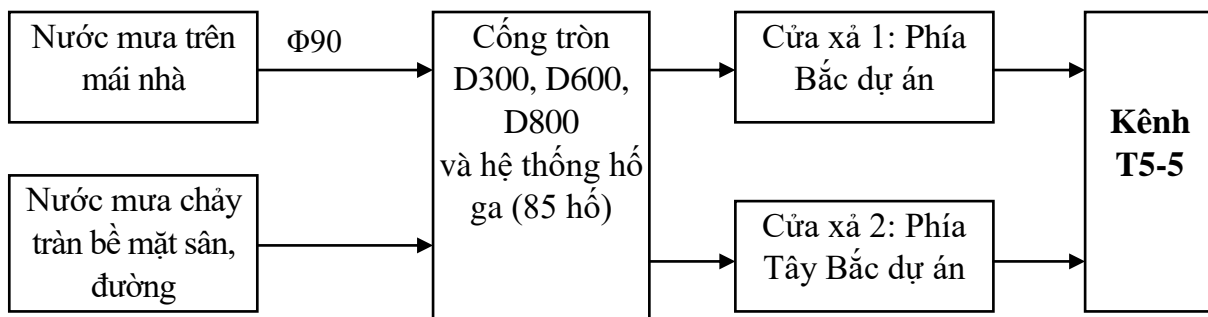 Nước mưa trên
mái nhà
Φ90
Nước mưa chảy
tràn bề mặt sân,
đường
Cống tròn
D300, D600,
D800
và hệ thống hố
ga (85 hố)
Cửa xả 1: Phía
Bắc dự án
Cửa xả 2: Phía
Tây Bắc dự án
Kênh
T5-5